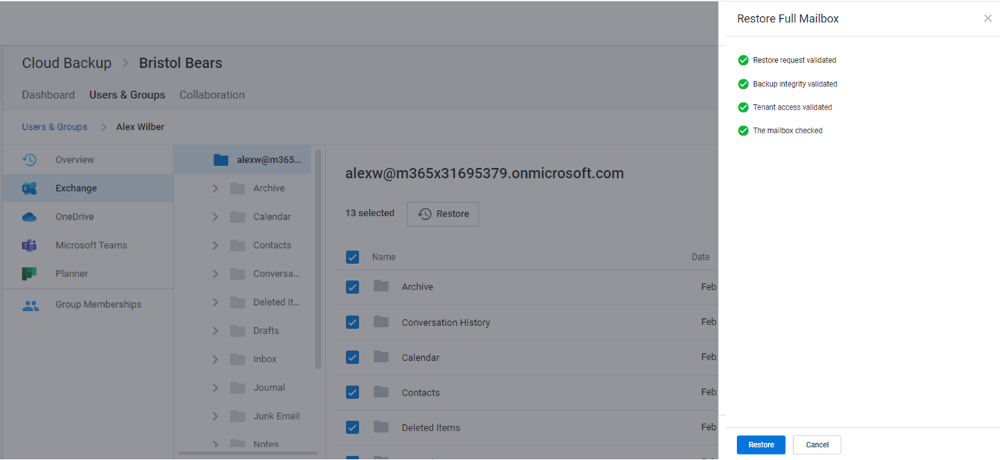 Restore Full Mailbox
Cloud Backup > Bristol Bears
Dashboard Users & Groups Collaboration
Users & Groups > Alex Wilber
Overview
Exchange
OneDrive
Microsoft Teams
Planner
Group Memberships
alexw@m365...
Archive
Calendar
Contacts
Conversa...
Deleted It...
Drafts
Inbox
Journal
Junk Email
Notes
alexw@m365x31695379.onmicrosoft.com
13 selected Restore
Name Date
Archive Feb
Conversation History Feb
Calendar Feb
Contacts Feb
Deleted Items Feb
Restore request validated
Backup integrity validated
Tenant access validated
The mailbox checked
Restore Cancel